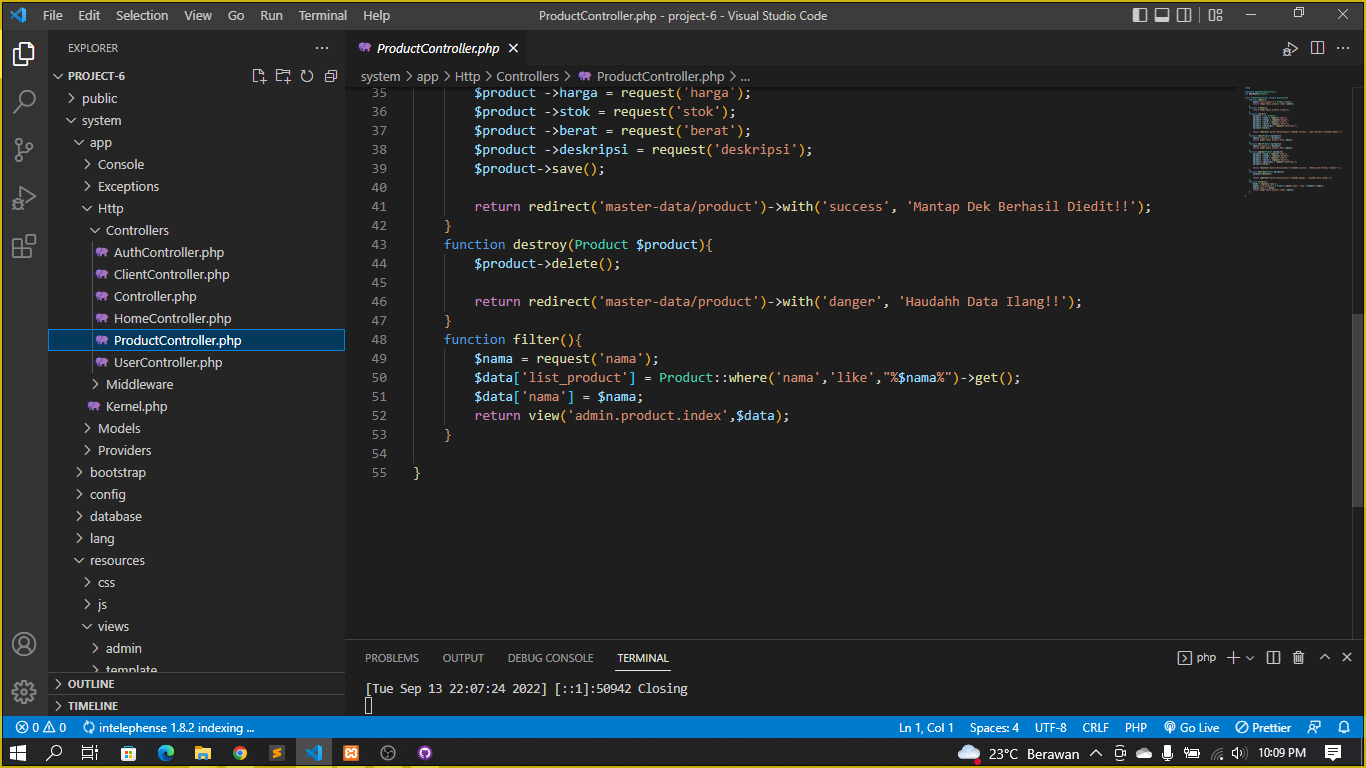 File Edit Selection View Go Run Terminal Help
ProductController.php - project-6 - Visual Studio Code
EXPLORER
PROJECT-6
public
system
app
Console
Exceptions
Http
Controllers
AuthController.php
ClientController.php
Controller.php
HomeController.php
ProductController.php
UserController.php
Middleware
Kernel.php
Models
Providers
bootstrap
config
database
lang
resources
css
js
views
admin
template
OUTLINE
TIMELINE
ProductController.php
system > app > Http > Controllers > ProductController.php > ...
35 $product ->harga = request('harga');
36 $product ->stok = request('stok');
37 $product ->berat = request('berat');
38 $product ->deskripsi = request('deskripsi');
39 $product->save();
40
41 return redirect('master-data/product')->with('success', 'Mantap Dek Berhasil Diedit!!');
42 }
43 function destroy(Product $product){
44 $product->delete();
45
46 return redirect('master-data/product')->with('danger', 'Haudahh Data Ilang!!');
47 }
48 function filter(){
49 $nama = request('nama');
50 $data['list_product'] = Product::where('nama','like',"%$nama%")->get();
51 $data['nama'] = $nama;
52 return view('admin.product.index',$data);
53 }
54
55 }
PROBLEMS OUTPUT DEBUG CONSOLE TERMINAL
php
[Tue Sep 13 22:07:24 2022] [::1]:50942 Closing
0 0 intelephense 1.8.2 indexing ...
Ln 1, Col 1 Spaces: 4 UTF-8 CRLF PHP Go Live Prettier
23°C Berawan 10:09 PM